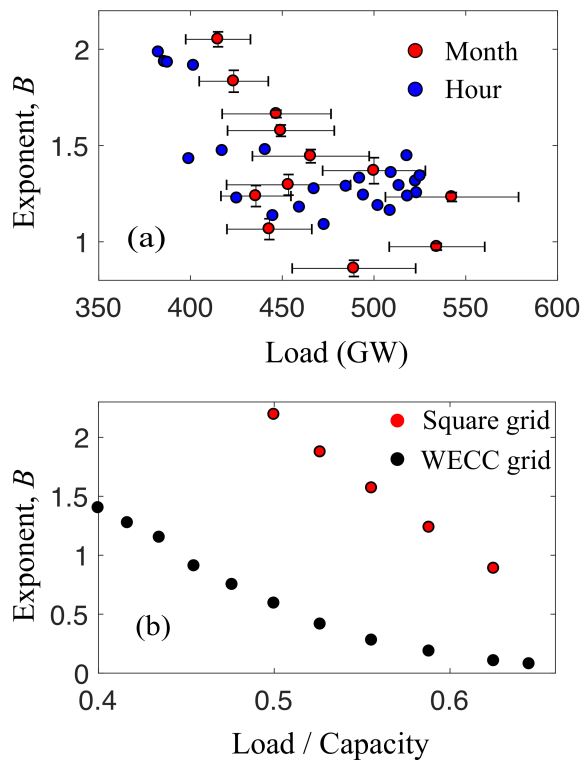 2
1.5
1
Exponent, B
Month
Hour
(a)
350
400
450
500
550
600
Load (GW)
2
1.5
1
0.5
0
Exponent, B
Square grid
WECC grid
(b)
0.4
0.5
0.6
Load / Capacity